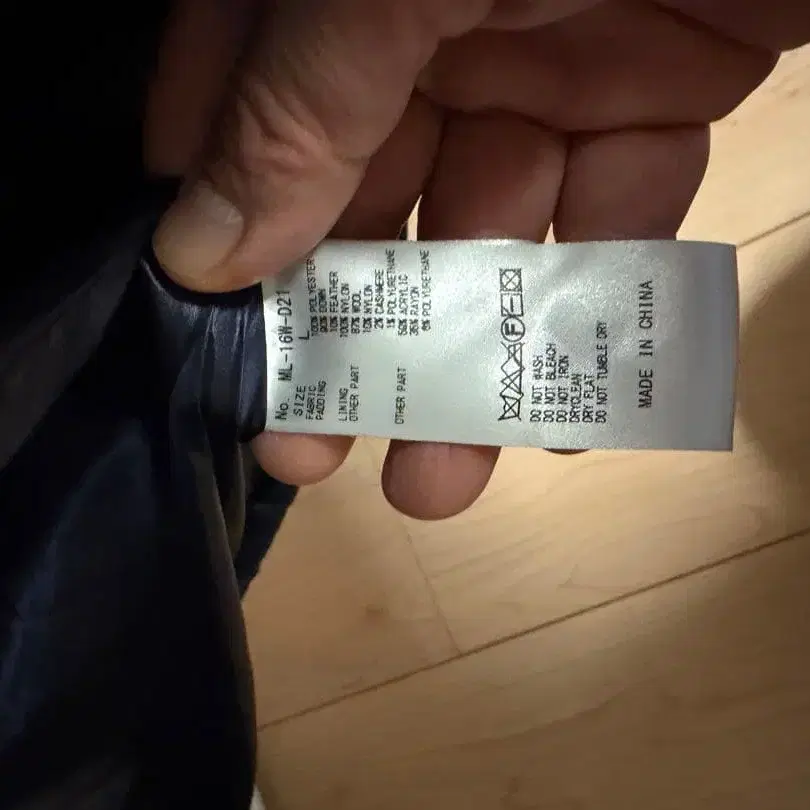 No. ML-16W-D21
SIZE L
FABRIC 100% POLYESTER
PADDING 90% DOWN
10% FEATHER
LINING 100% NYLON
OTHER PART 87% WOOL
10% NYLON
2% CASHMERE
1% POLYURETHANE
OTHER PART 56% ACRYLIC
36% RAYON
POLYURETHANE
DO NOT WASH
DO NOT BLEACH
DO NOT IRON
DRYCLEAN
DRY FLAT
DO NOT TUMBLE DRY
MADE IN CHINA